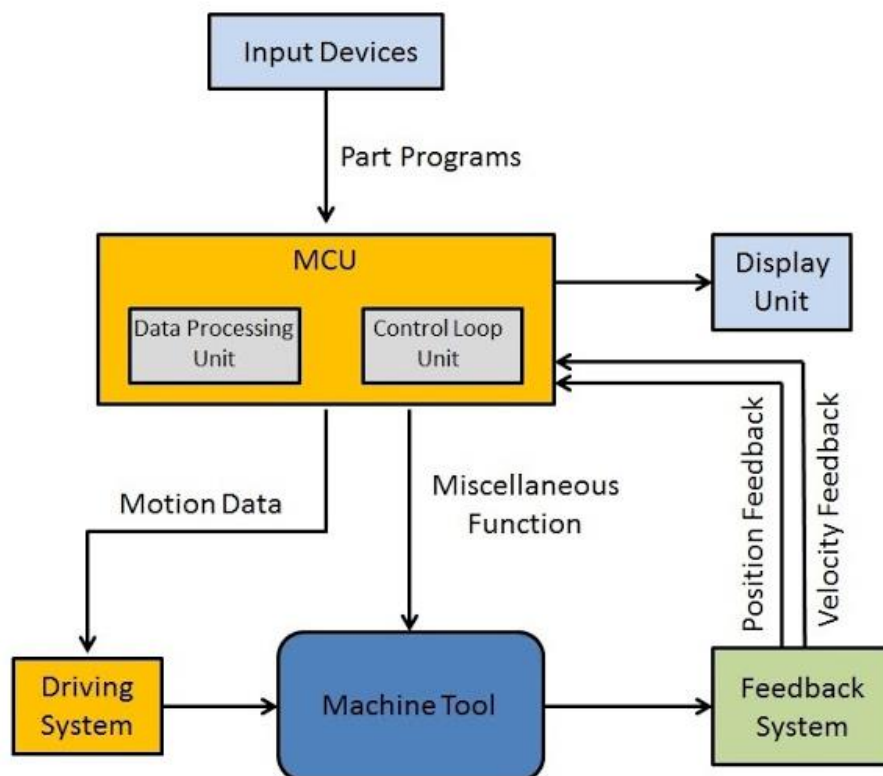 Input Devices
Part Programs
MCU
Data Processing
Unit
Control Loop
Unit
Display
Unit
Motion Data
Miscellaneous
Function
Position Feedback
Velocity Feedback
Driving
System
Machine Tool
Feedback
System